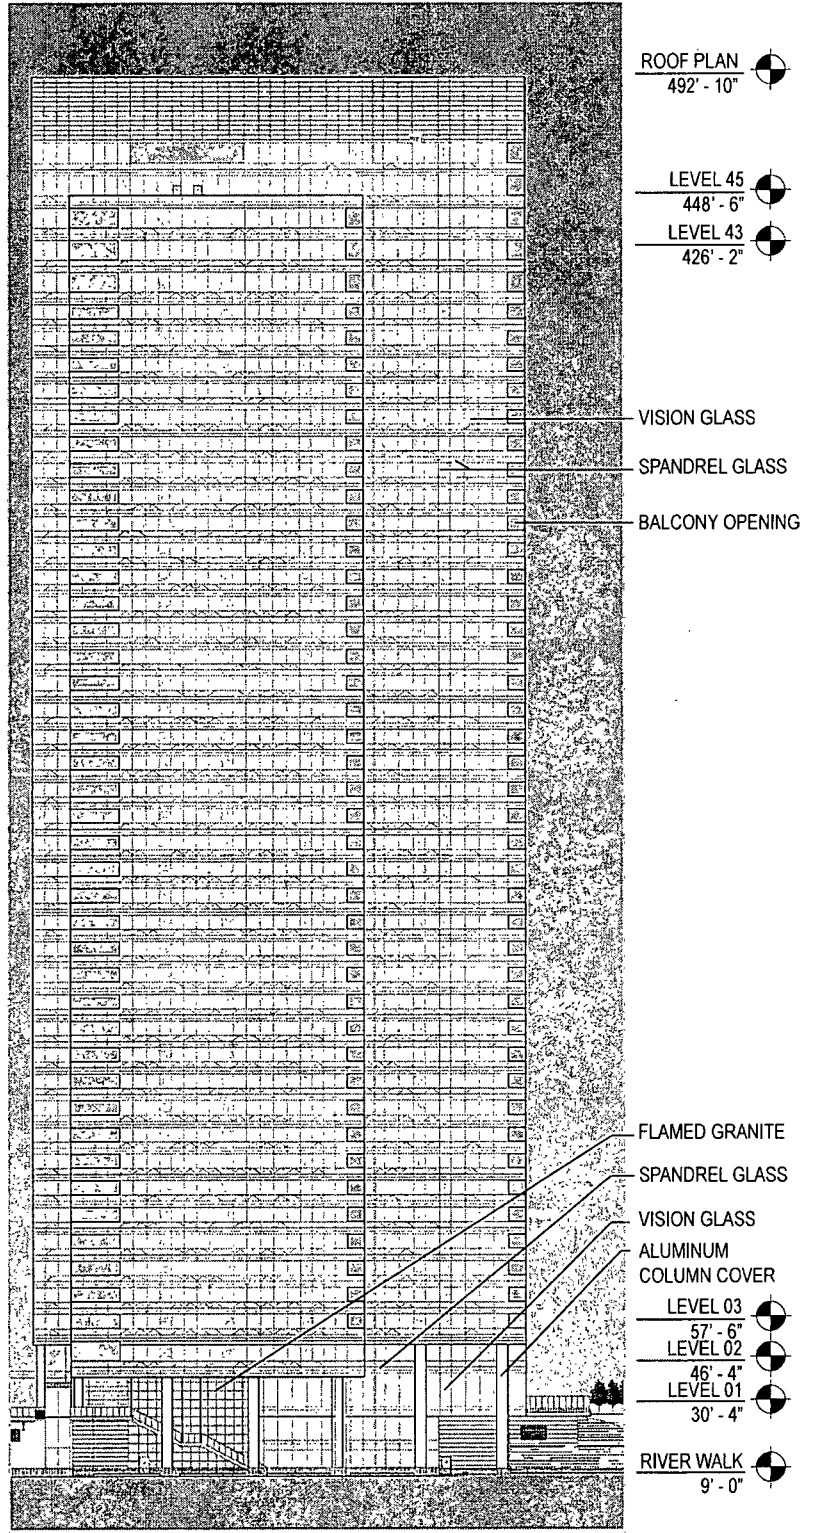 ROOF PLAN
492' - 10"
LEVEL 45
448' - 6"
LEVEL 43
426' - 2"
VISION GLASS
SPANDREL GLASS
BALCONY OPENING
FLAMED GRANITE
SPANDREL GLASS
VISION GLASS
ALUMINUM
COLUMN COVER
LEVEL 03
57' - 6"
LEVEL 02
46' - 4"
LEVEL 01
30' - 4"
RIVER WALK
9' - 0"